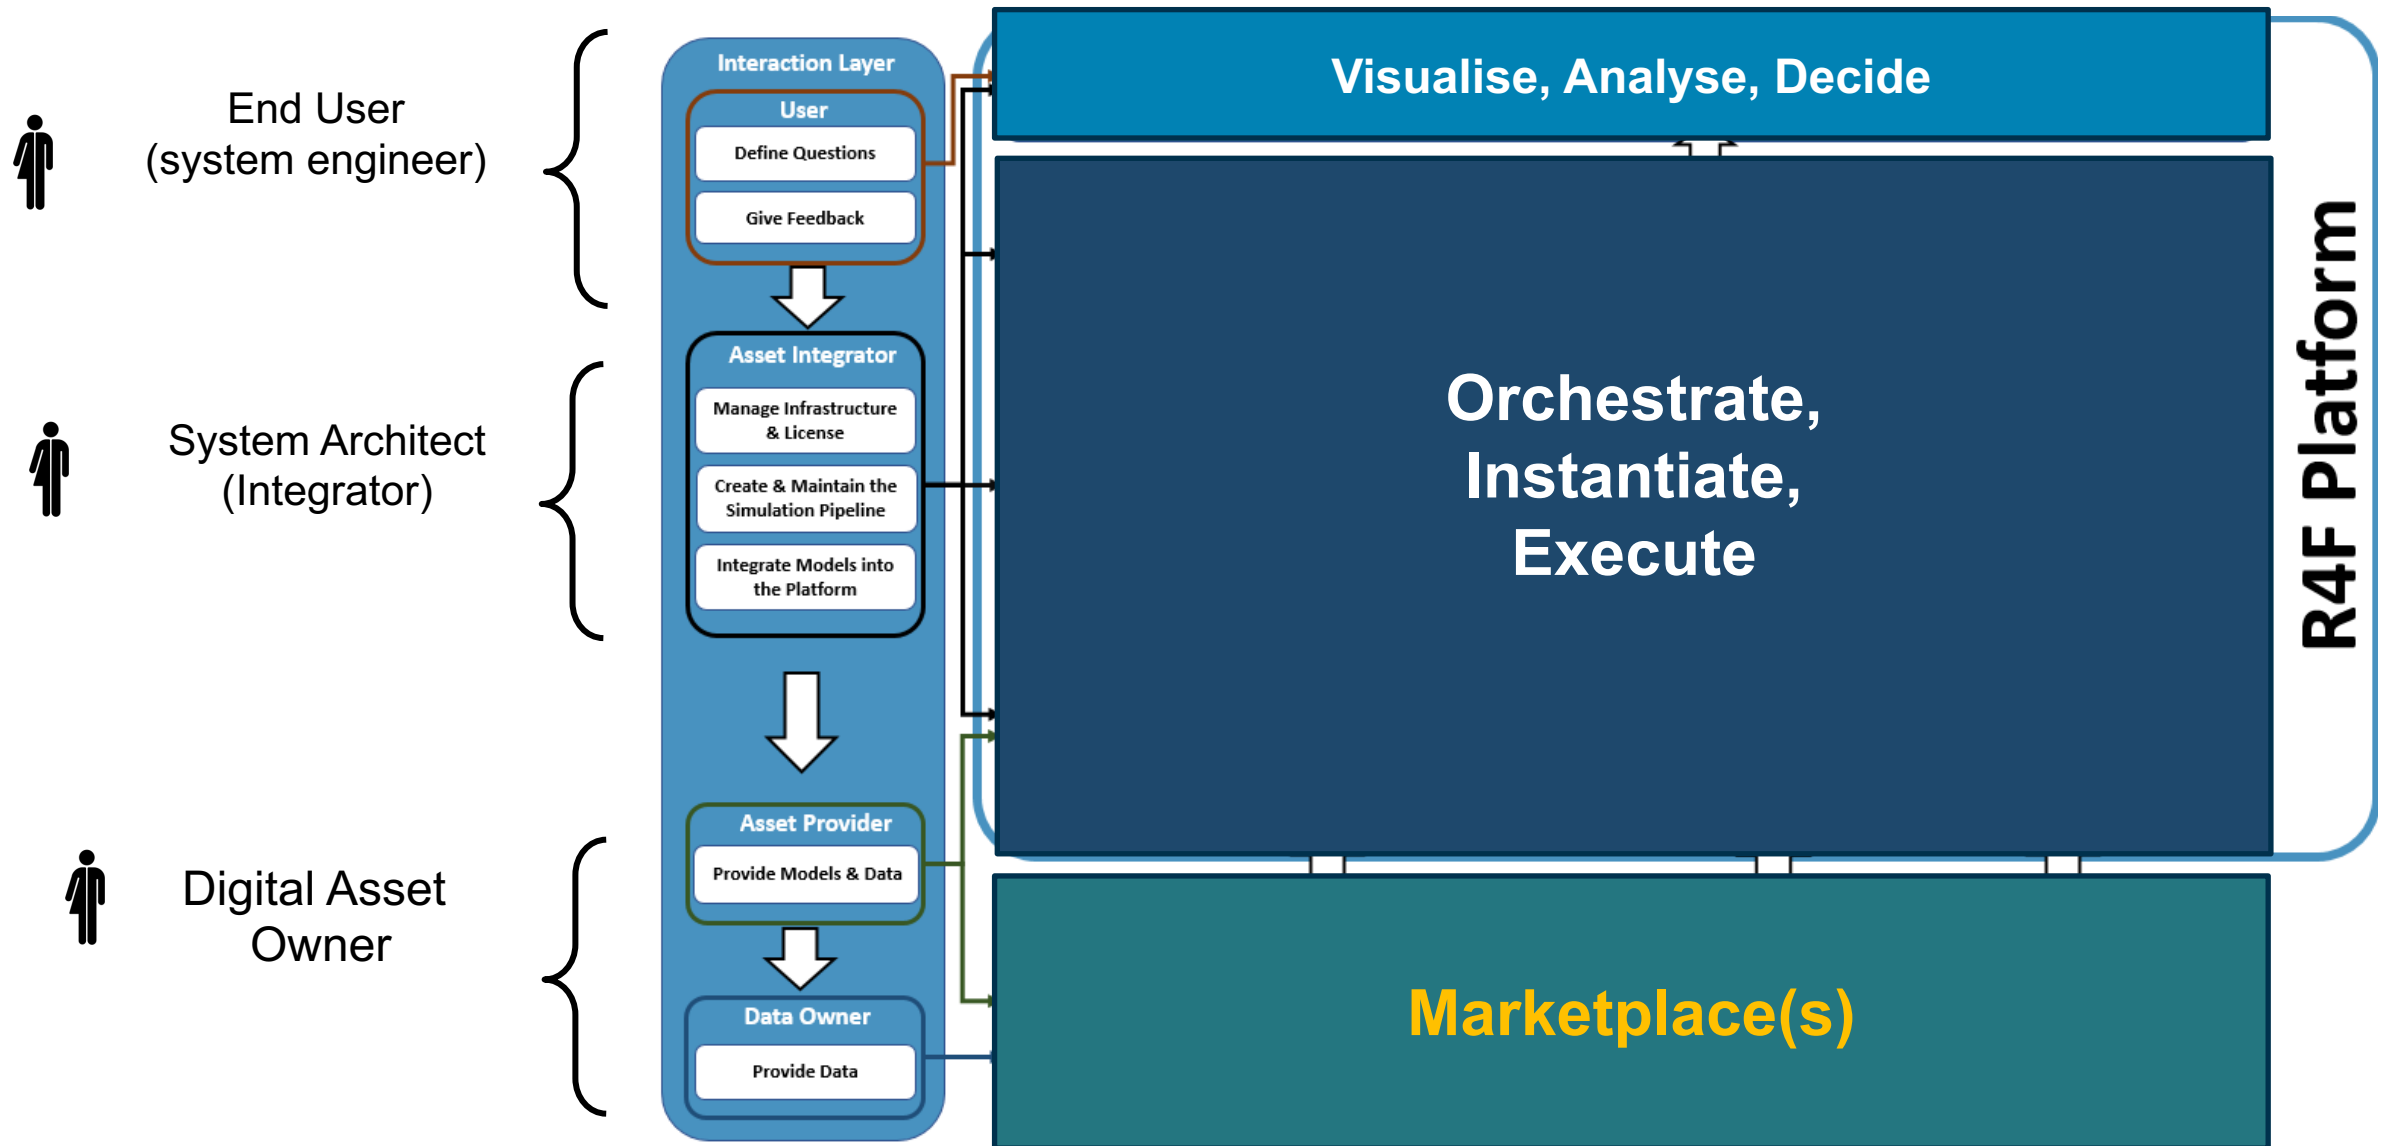 End User
(system engineer)
System Architect
(Integrator)
Digital Asset
Owner
Interaction Layer
User
Define Questions
Give Feedback
Asset Integrator
Manage Infrastructure
& License
Create & Maintain the
Simulation Pipeline
Integrate Models into
the Platform
Asset Provider
Provide Models & Data
Data Owner
Provide Data
Visualise, Analyse, Decide
Orchestrate,
Instantiate,
Execute
Marketplace(s)
R4F Platform